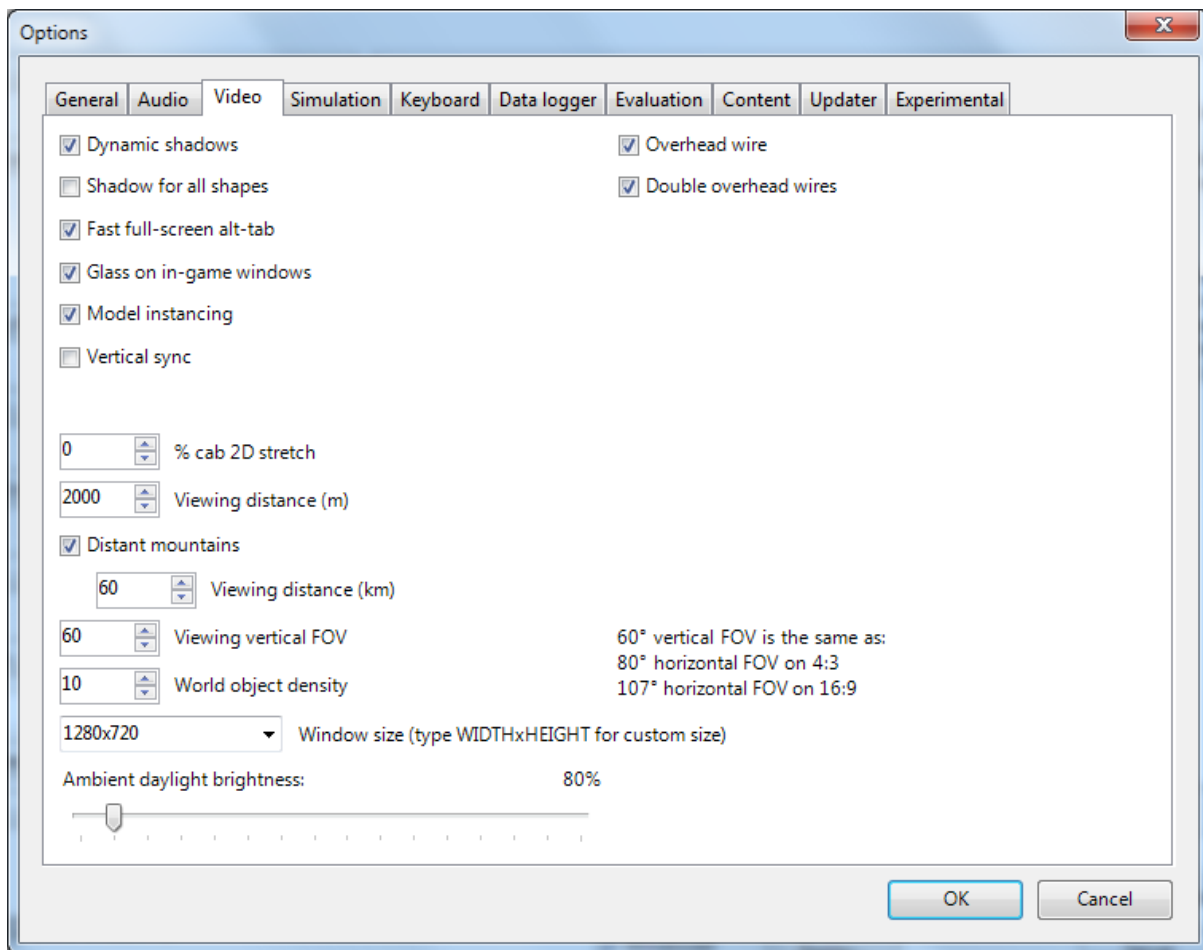 Options
General Audio Video Simulation Keyboard Data logger Evaluation Content Updater Experimental
Dynamic shadows
Overhead wire
Shadow for all shapes
Double overhead wires
Fast full-screen alt-tab
Glass on in-game windows
Model instancing
Vertical sync
0 % cab 2D stretch
2000 Viewing distance (m)
Distant mountains
60 Viewing distance (km)
60 Viewing vertical FOV
60° vertical FOV is the same as:
80° horizontal FOV on 4:3
107° horizontal FOV on 16:9
10 World object density
1280x720 Window size (type WIDTHxHEIGHT for custom size)
Ambient daylight brightness: 80%
OK Cancel